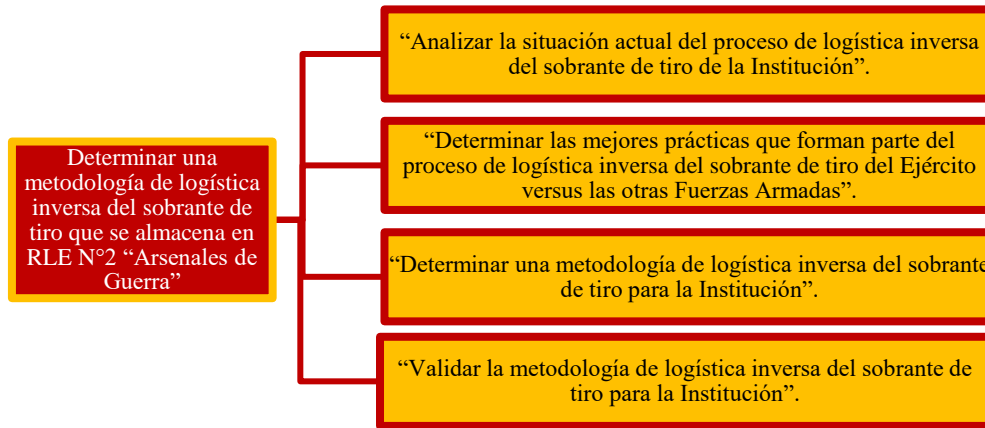 Determinar una
metodología de logística
inversa del sobrante de
tiro que se almacena en
RLE N°2 “Arsenales de
Guerra”
“Analizar la situación actual del proceso de logística inversa
del sobrante de tiro de la Institución”.
“Determinar las mejores prácticas que forman parte del
proceso de logística inversa del sobrante de tiro del Ejército
versus las otras Fuerzas Armadas”.
“Determinar una metodología de logística inversa del sobrante
de tiro para la Institución”.
“Validar la metodología de logística inversa del sobrante de
tiro para la Institución”.